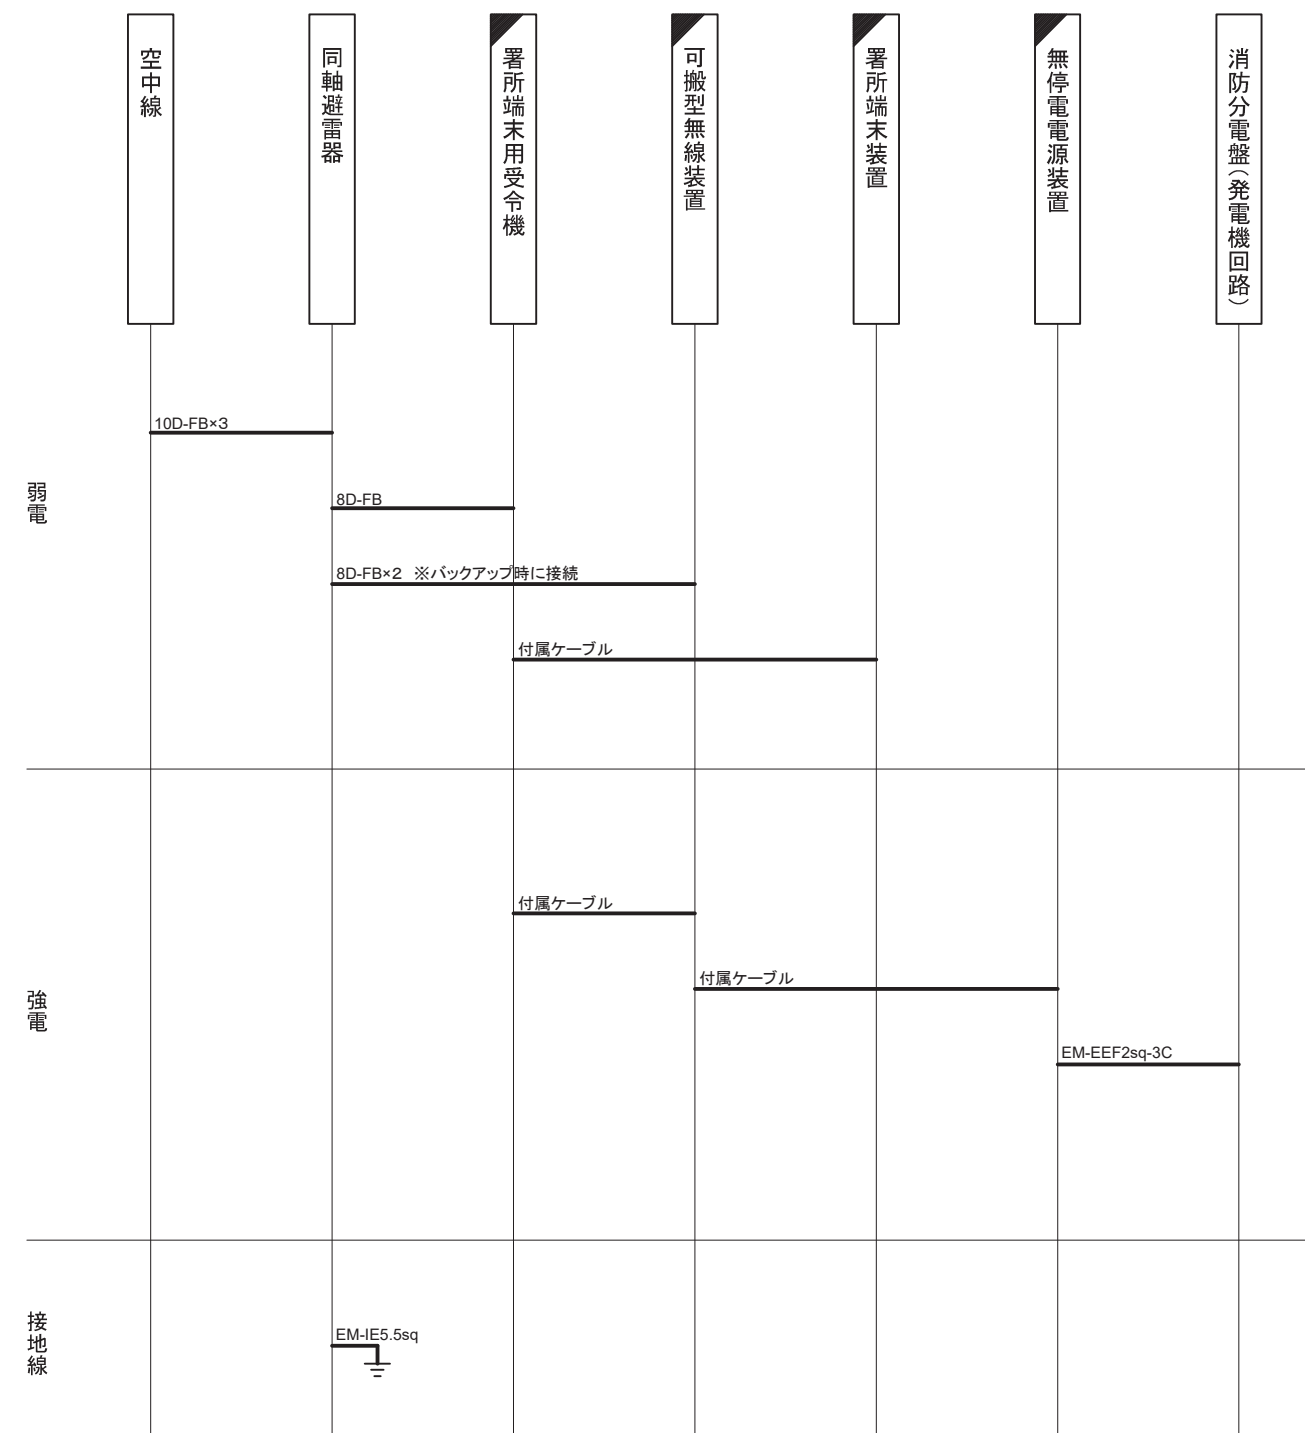 空中線
同軸避雷器
署所端末用受令機
可搬型無線装置
署所端末装置
無停電電源装置
消防分電盤(発電機回路)
弱電
10D-FB×3
8D-FB
8D-FB×2 ※バックアップ時に接続
付属ケーブル
強電
付属ケーブル
付属ケーブル
EM-EEF2sq-3C
接地線
EM-IE5.5sq